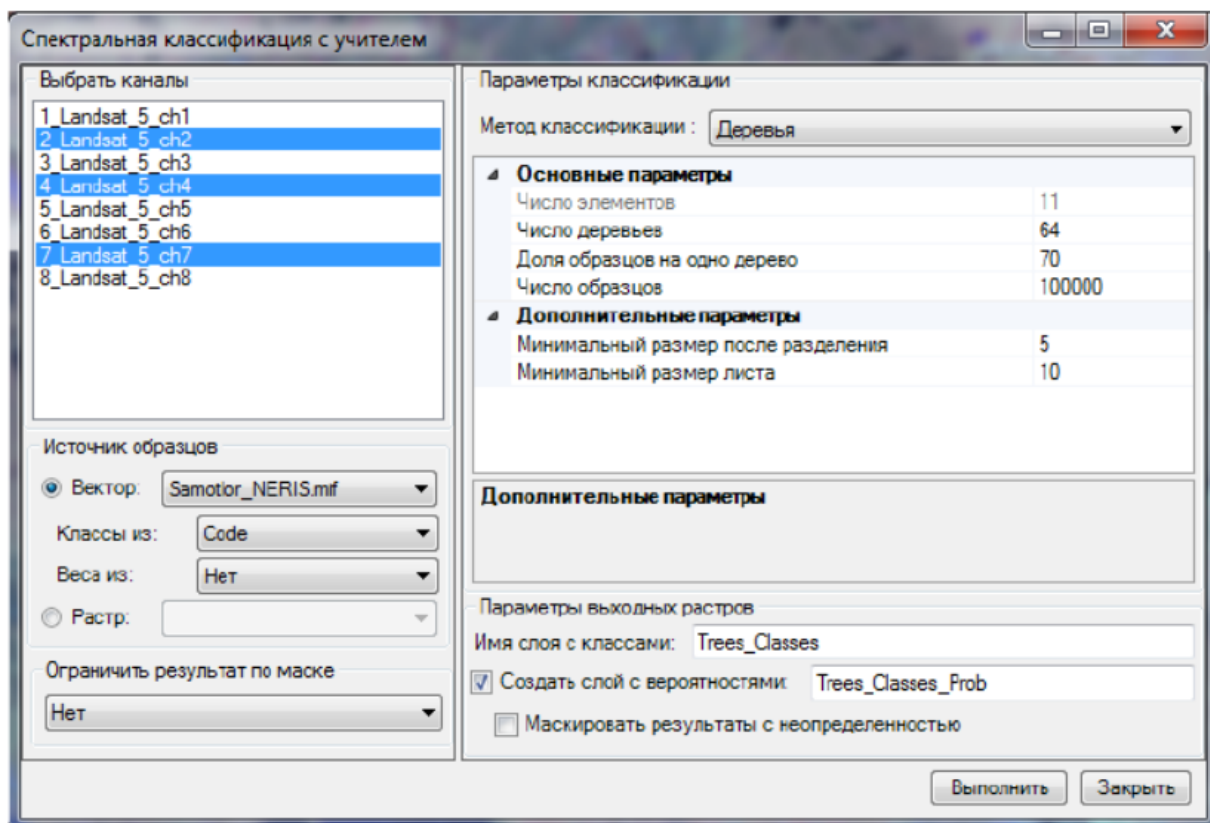 Спектральная классификация с учителем
Выбрать каналы
1_Landsat_5_ch1
2_Landsat_5_ch2
3_Landsat_5_ch3
4_Landsat_5_ch4
5_Landsat_5_ch5
6_Landsat_5_ch6
7_Landsat_5_ch7
8_Landsat_5_ch8
Источник образцов
Вектор: Samotlor_NERIS.mif
Классы из: Code
Веса из: Нет
Растр:
Ограничить результат по маске
Нет
Параметры классификации
Метод классификации : Деревья
Основные параметры
Число элементов 11
Число деревьев 64
Доля образцов на одно дерево 70
Число образцов 100000
Дополнительные параметры
Минимальный размер после разделения 5
Минимальный размер листа 10
Дополнительные параметры
Параметры выходных растров
Имя слоя с классами: Trees_Classes
Создать слой с вероятностями: Trees_Classes_Prob
Маскировать результаты с неопределенностью
Выполнить Закрыть